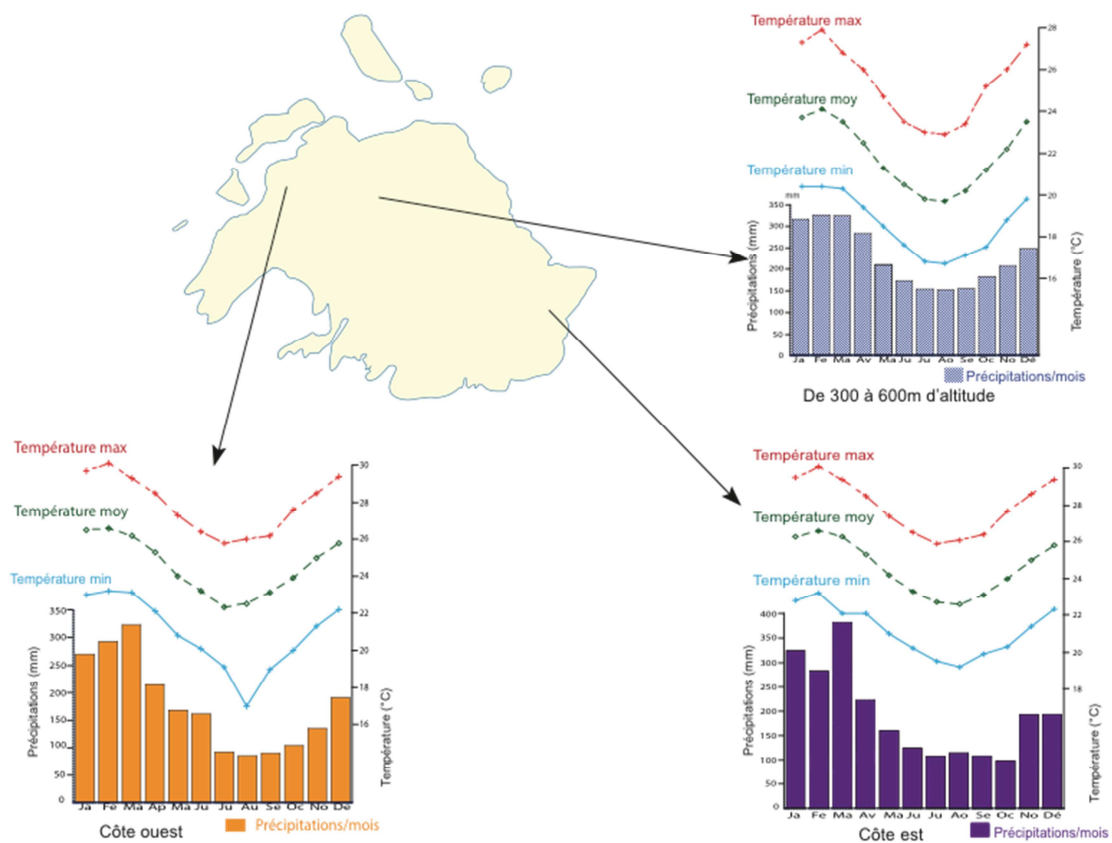 Température max
28
26
Température moy
24
22
Température min
20
mm
350
300
18
250
200
16
150
100
50
0
Précipitations (mm)
Température (°C)
Ja Fe Ma Av Ma Ju Ju Ao Se Oc No Dé
Précipitations/mois
De 300 à 600m d'altitude
Température max
30
28
Température moy
26
24
Température min
22
350
300
20
250
18
200
16
150
100
50
0
Précipitations (mm)
Température (°C)
Ja Fe Ma Ap Ma Ju Ju Au Se Oc No De
Côte ouest
Précipitations/mois
Température max
30
28
Température moy
26
24
Température min
22
400
350
20
300
18
250
200
150
100
50
0
Précipitations (mm)
Température (°C)
Ja Fe Ma Av Ma Ju Ju Ao Se Oc No Dé
Côte est
Précipitations/mois